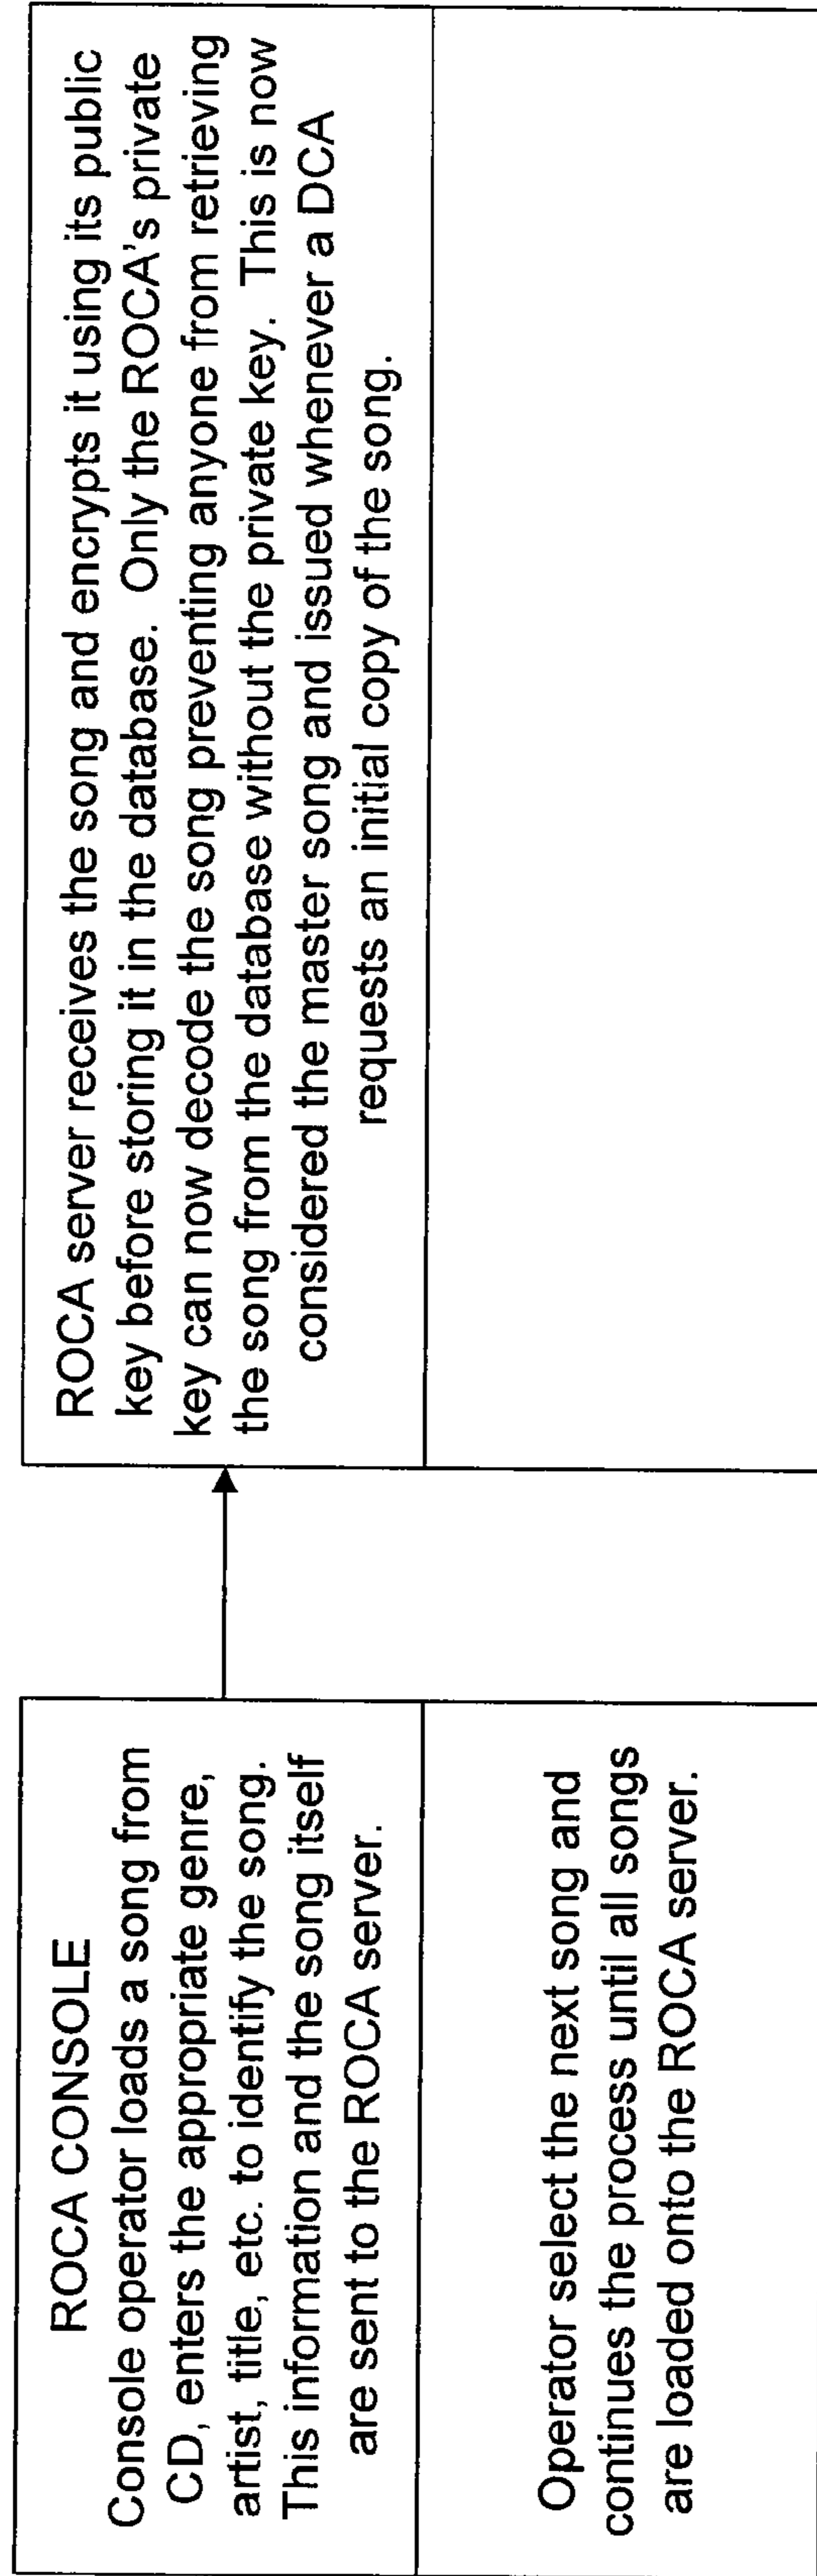 ROCA CONSOLE
Console operator loads a song from
CD, enters the appropriate genre,
artist, title, etc. to identify the song.
This information and the song itself
are sent to the ROCA server.
Operator select the next song and
continues the process until all songs
are loaded onto the ROCA server.
ROCA server receives the song and encrypts it using its public
key before storing it in the database. Only the ROCA's private
key can now decode the song preventing anyone from retrieving
the song from the database without the private key. This is now
considered the master song and issued whenever a DCA
requests an initial copy of the song.